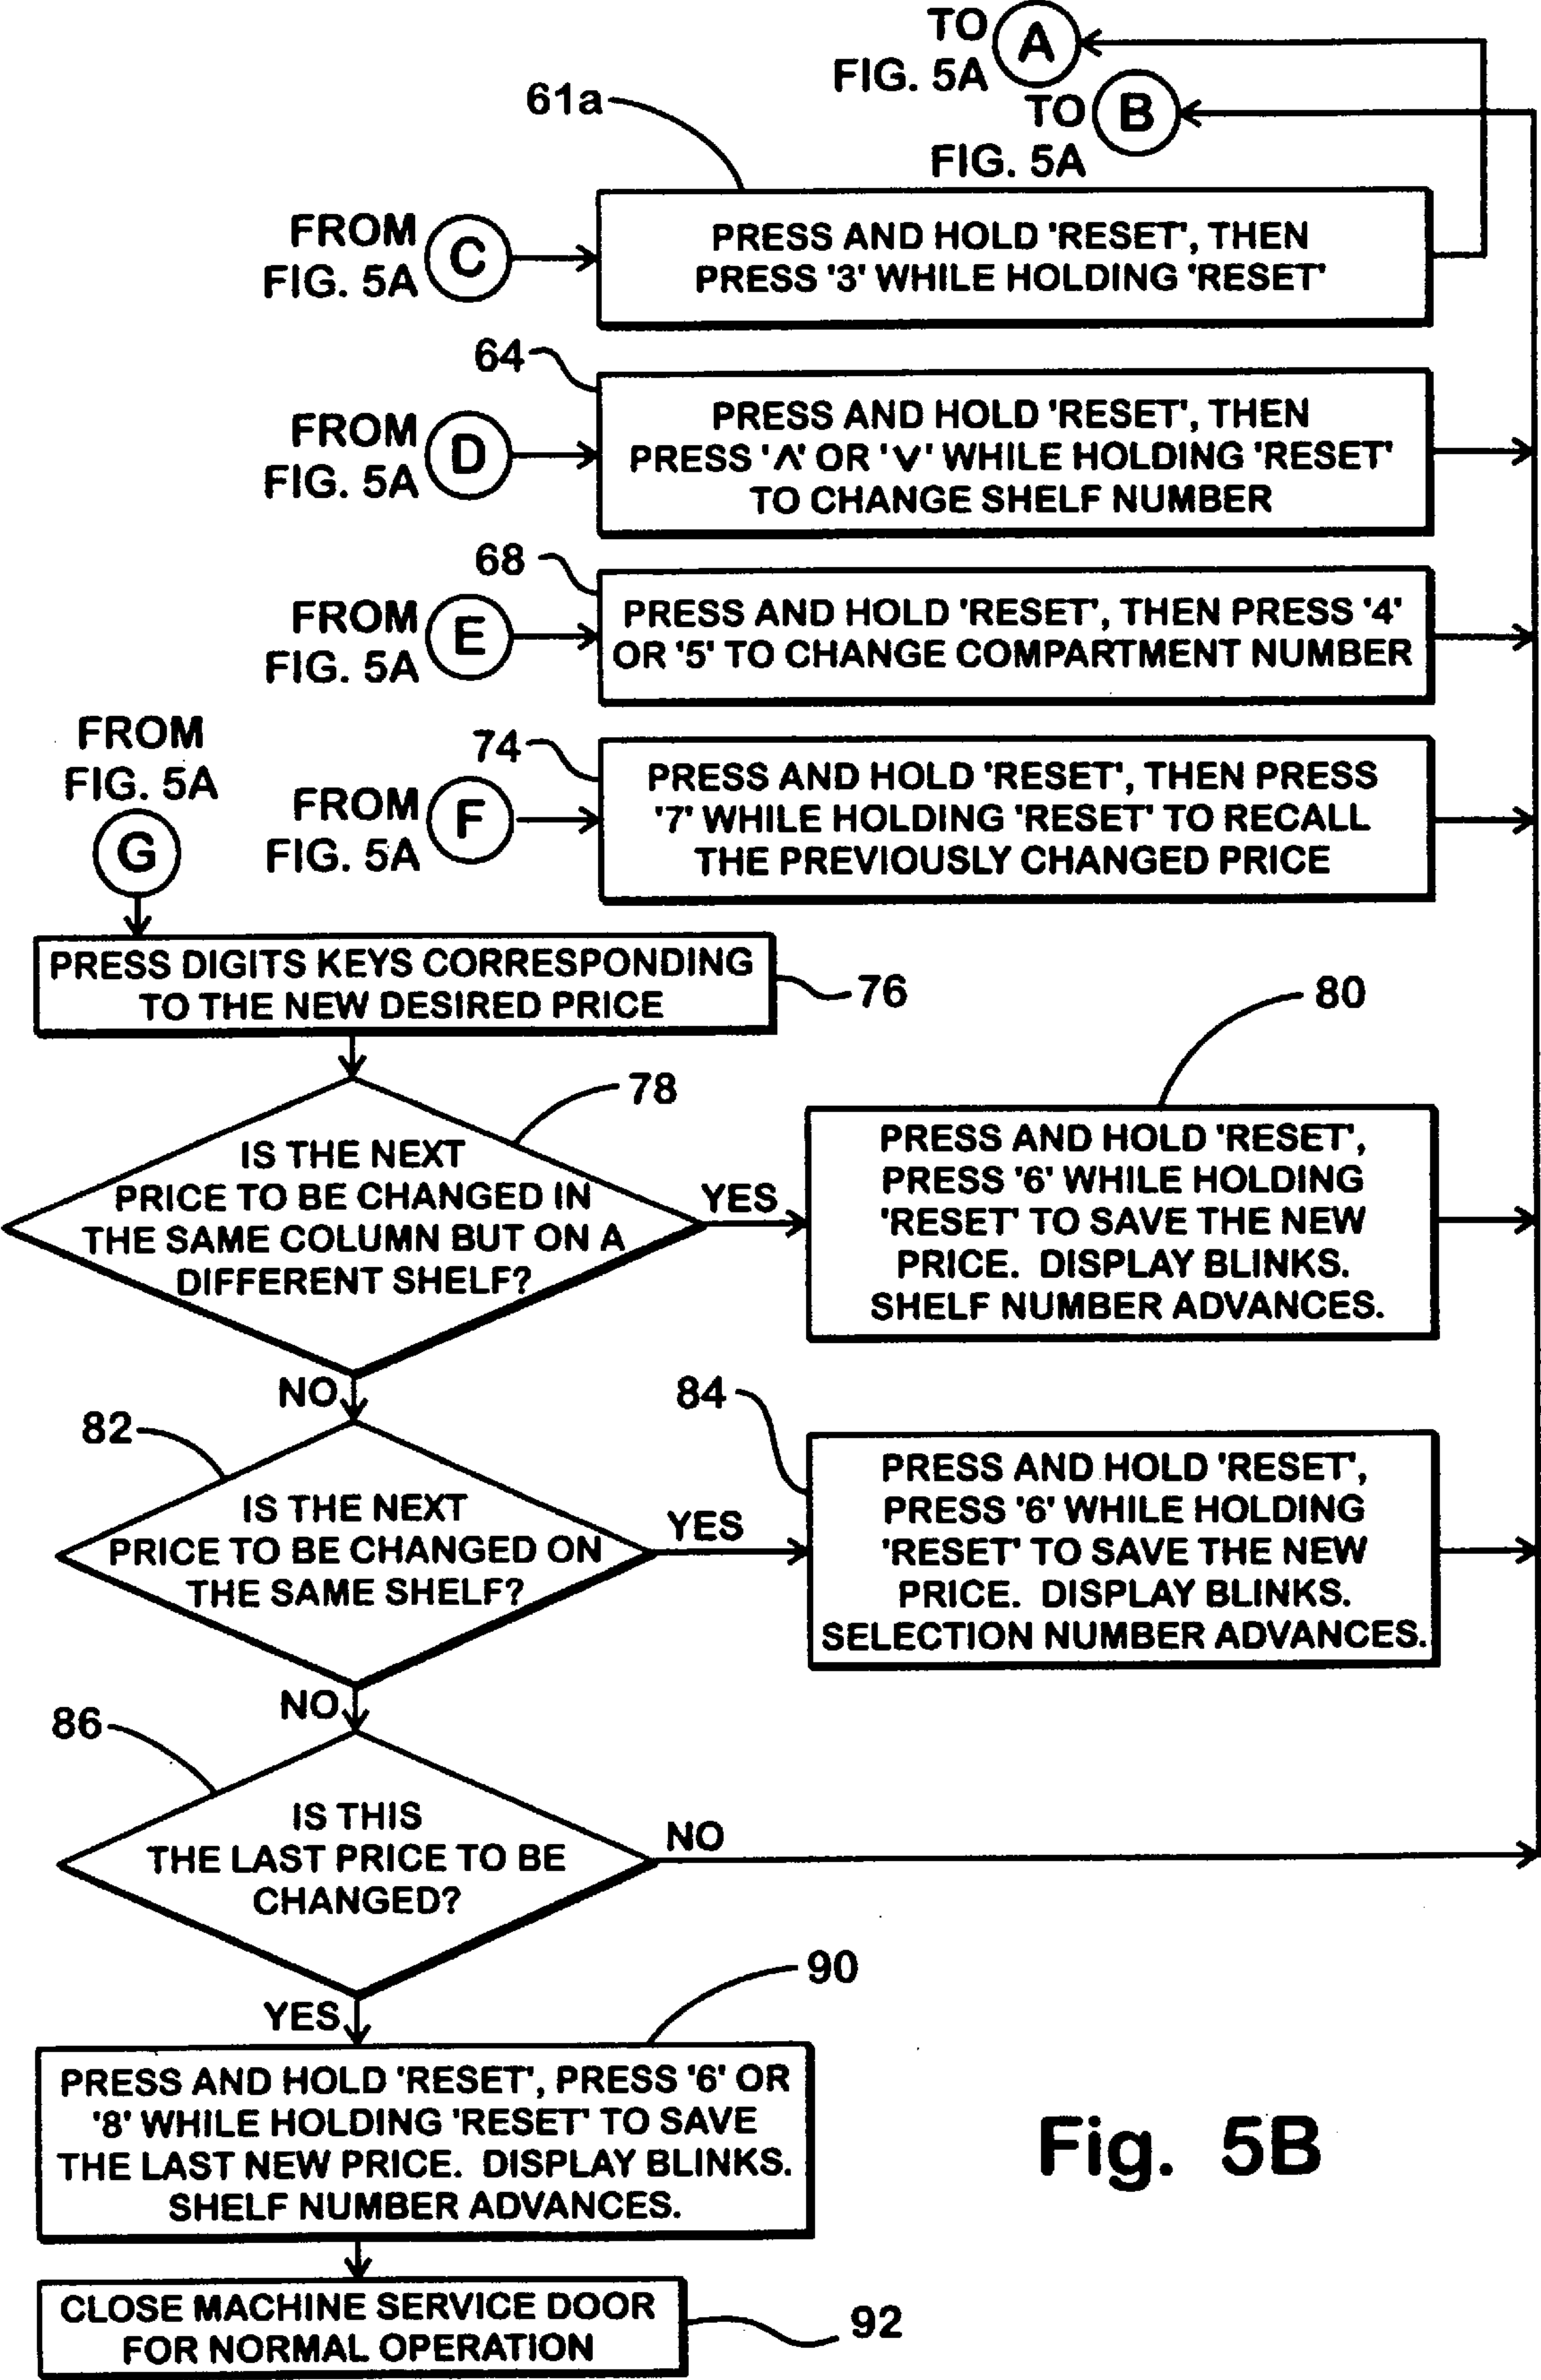 TO
FIG. 5A
A
TO
FIG. 5A
B
61a
FROM
FIG. 5A
C
PRESS AND HOLD 'RESET', THEN
PRESS '3' WHILE HOLDING 'RESET'
64
FROM
FIG. 5A
D
PRESS AND HOLD 'RESET', THEN
PRESS 'Λ' OR 'V' WHILE HOLDING 'RESET'
TO CHANGE SHELF NUMBER
68
FROM
FIG. 5A
E
PRESS AND HOLD 'RESET', THEN PRESS '4'
OR '5' TO CHANGE COMPARTMENT NUMBER
74
FROM
FIG. 5A
F
PRESS AND HOLD 'RESET', THEN PRESS
'7' WHILE HOLDING 'RESET' TO RECALL
THE PREVIOUSLY CHANGED PRICE
FROM
FIG. 5A
G
PRESS DIGITS KEYS CORRESPONDING
TO THE NEW DESIRED PRICE
76
78
IS THE NEXT
PRICE TO BE CHANGED IN
THE SAME COLUMN BUT ON A
DIFFERENT SHELF?
YES
80
PRESS AND HOLD 'RESET',
PRESS '6' WHILE HOLDING
'RESET' TO SAVE THE NEW
PRICE. DISPLAY BLINKS.
SHELF NUMBER ADVANCES.
NO
82
IS THE NEXT
PRICE TO BE CHANGED ON
THE SAME SHELF?
YES
84
PRESS AND HOLD 'RESET',
PRESS '6' WHILE HOLDING
'RESET' TO SAVE THE NEW
PRICE. DISPLAY BLINKS.
SELECTION NUMBER ADVANCES.
NO
86
IS THIS
THE LAST PRICE TO BE
CHANGED?
NO
YES
90
PRESS AND HOLD 'RESET', PRESS '6' OR
'8' WHILE HOLDING 'RESET' TO SAVE
THE LAST NEW PRICE. DISPLAY BLINKS.
SHELF NUMBER ADVANCES.
CLOSE MACHINE SERVICE DOOR
FOR NORMAL OPERATION
92
Fig. 5B